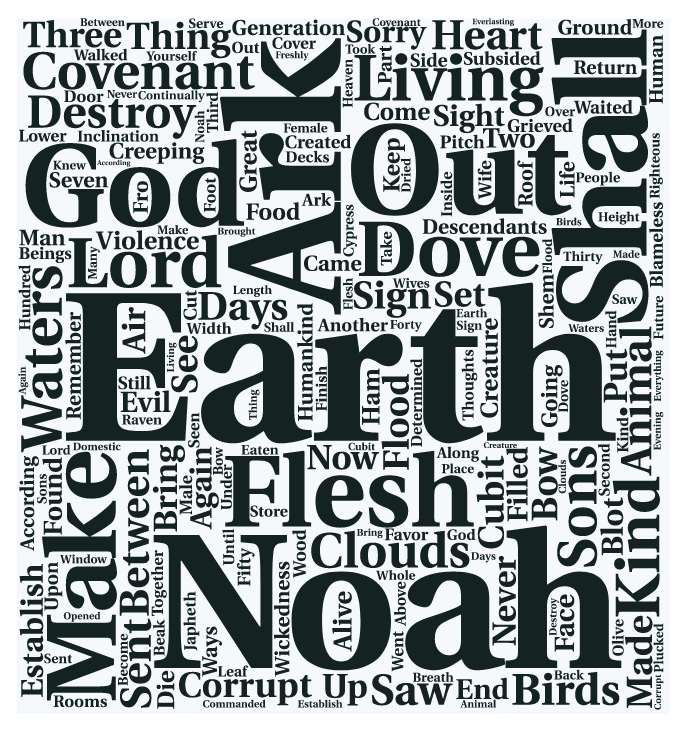 Three
Between
Thing
Generation
Sorry
Covenant
Everlasting
Heart
Ground
More
Walked
Yourself
Out
Cover
Freshly
Took
Part
Side
Subsided
Return
Human
Covenant
Ark
Heaven
Living
Shall
Door
Never
Continually
Third
Noah
Destroy
Come
Sight
Over
Waited
Grieved
Lower
Inclination
Female
Created
Decks
Pitch
Two
Creeping
Great
Out
Keep
Dried
Knew
According
God
Seven
Fro
Foot
Food
Ark
Inside
Wife
Roof
Life
People
Righteous
Make
Brought
Cypress
Take
Dove
Descendants
Birds
Height
Man
Beings
Many
Violence
Lord
Came
Flesh
Shem
Flood
Thirty
Made
Blameless
Hundred
Waters
Length
Wives
Sign
Set
Saw
Cut
Days
Width
Shall
Another
Forty
Earth
Sign
Waters
Future
Remember
Earth
Air
See
Living
Humankind
Finish
Ham
Flood
Determined
Thoughts
Creature
Going
Dove
Put
Hand
Animal
Everything
Again
Still
Evil
Raven
Thing
Seen
Kind
Evening
Lord
Domestic
Eaten
Now
Cubit
Along
Place
Creature
According
Sons
Found
Make
Between
Bring
Male
Again
Bow
Under
Flesh
Store
Cubit
Filled
Bow
Clouds
Sons
Second
Blot
Kind
Window
Until
Fifty
Wood
Clouds
Bring
Favor
God
Days
Establish
Upon
Opened
Together
Beak
Noah
Japheth
Ways
Wickedness
Alive
Whole
Above
Went
Never
Destroy
Face
Olive
Made
Plucked
Corrupt
Sent
Become
Sent
Rooms
Die
Leaf
Corrupt
Up
Commanded
Establish
Saw
Breath
End
Animal
Back
Birds